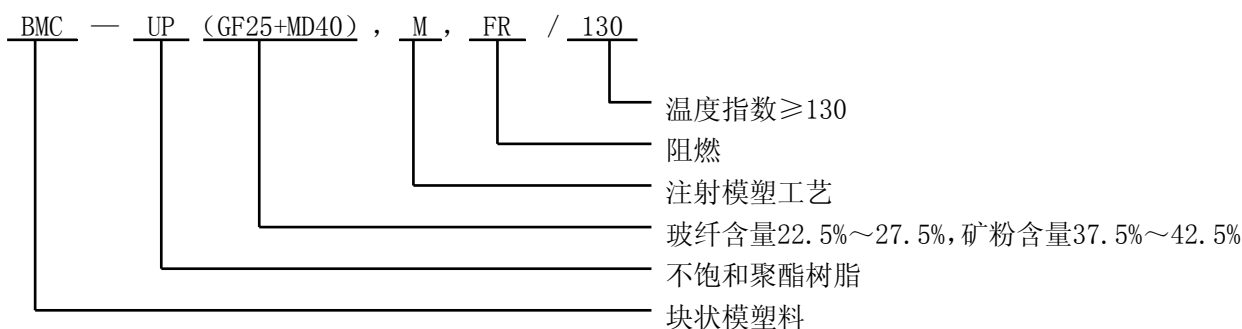 BMC — UP (GF25+MD40), M, FR / 130
温度指数≥130
阻燃
注射模塑工艺
玻纤含量22.5%~27.5%,矿粉含量37.5%~42.5%
不饱和聚酯树脂
块状模塑料